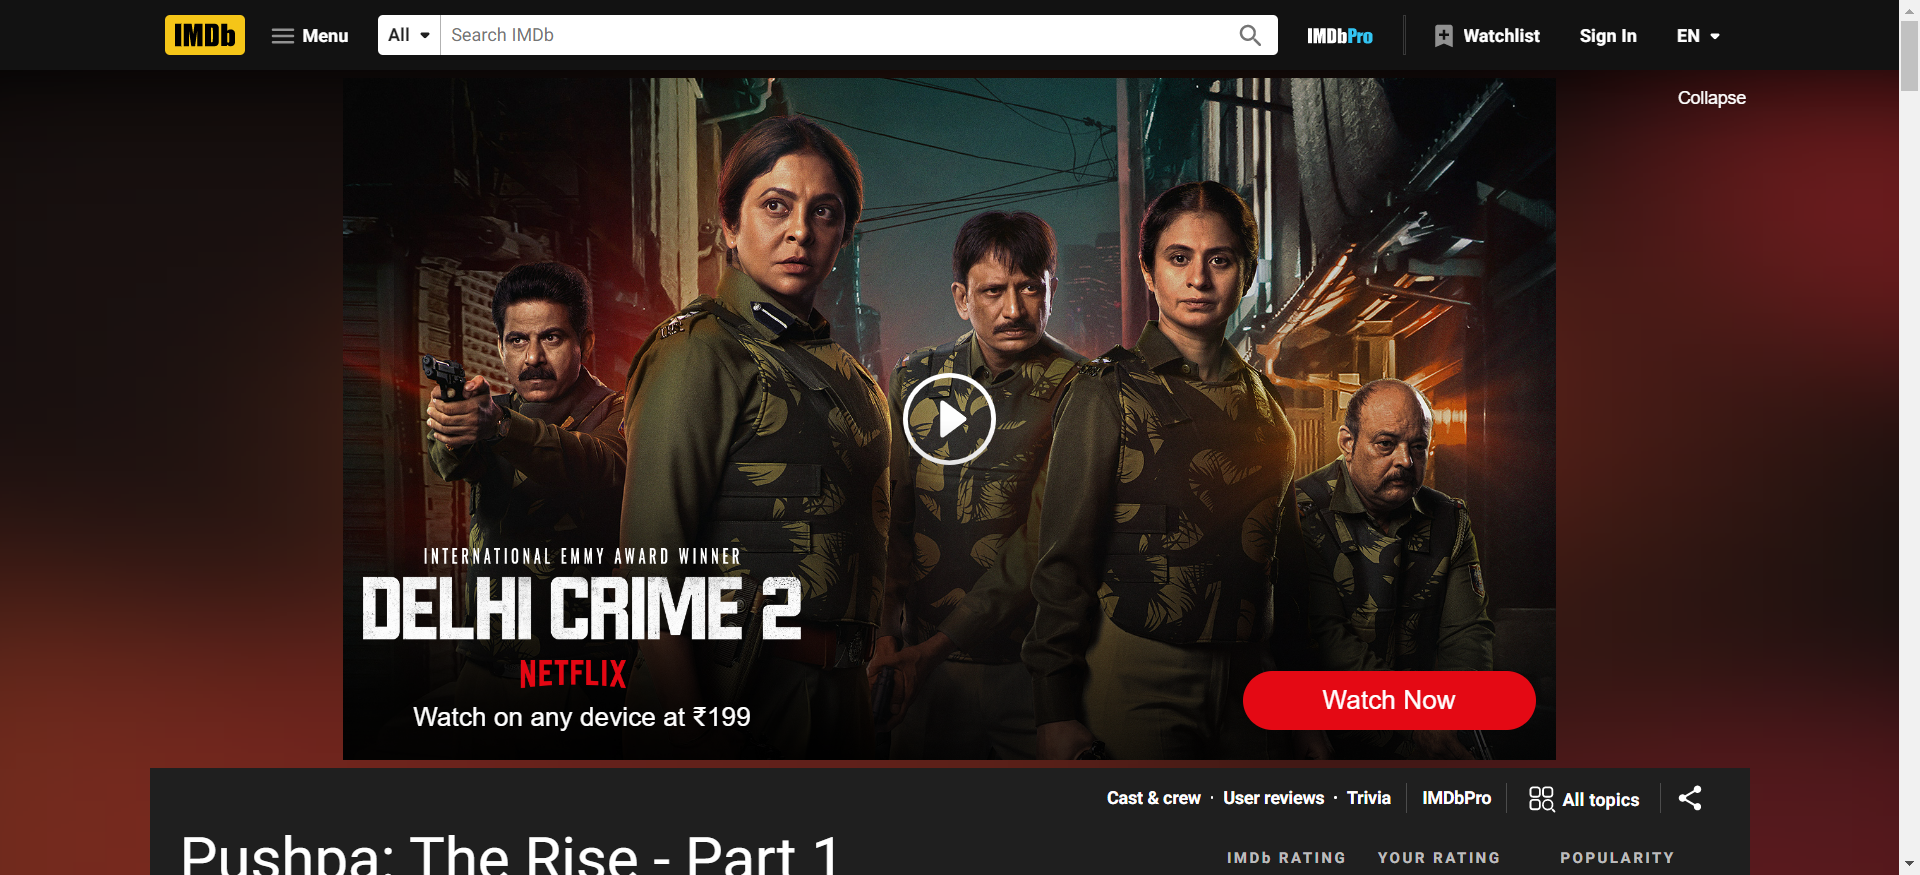 IMDb
Menu
All
Search IMDb
IMDbPro
Watchlist
Sign In
EN
Collapse
INTERNATIONAL EMMY AWARD WINNER
DELHI CRIME 2
NETFLIX
Watch on any device at ₹199
Watch Now
Cast & crew · User reviews · Trivia
IMDbPro
All topics
Pushpa: The Rise - Part 1
IMDb RATING
YOUR RATING
POPULARITY